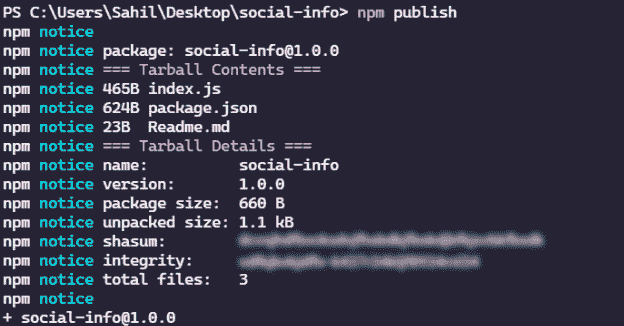 PS C:\Users\Sahil\Desktop\social-info> npm publish
npm notice
npm notice package: social-info@1.0.0
npm notice === Tarball Contents ===
npm notice 465B index.js
npm notice 624B package.json
npm notice 23B  Readme.md
npm notice === Tarball Details ===
npm notice name:          social-info
npm notice version:       1.0.0
npm notice package size:  660 B
npm notice unpacked size: 1.1 kB
npm notice shasum:
npm notice integrity:
npm notice total files:   3
npm notice
+ social-info@1.0.0